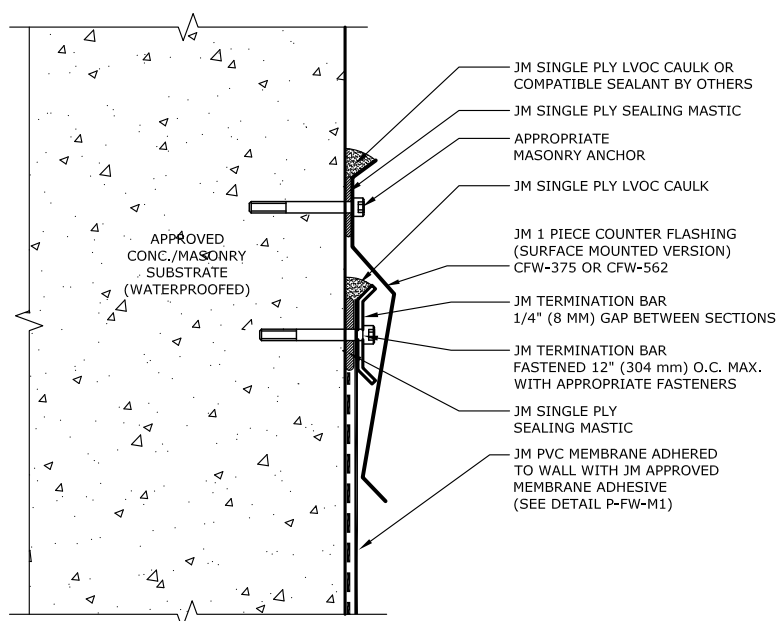 JM SINGLE PLY LVOC CAULK OR
COMPATIBLE SEALANT BY OTHERS
JM SINGLE PLY SEALING MASTIC
APPROPRIATE
MASONRY ANCHOR
JM SINGLE PLY LVOC CAULK
APPROVED
CONC./MASONRY
SUBSTRATE
(WATERPROOFED)
JM 1 PIECE COUNTER FLASHING
(SURFACE MOUNTED VERSION)
CFW-375 OR CFW-562
JM TERMINATION BAR
1/4" (8 MM) GAP BETWEEN SECTIONS
JM TERMINATION BAR
FASTENED 12" (304 mm) O.C. MAX.
WITH APPROPRIATE FASTENERS
JM SINGLE PLY
SEALING MASTIC
JM PVC MEMBRANE ADHERED
TO WALL WITH JM APPROVED
MEMBRANE ADHESIVE
(SEE DETAIL P-FW-M1)